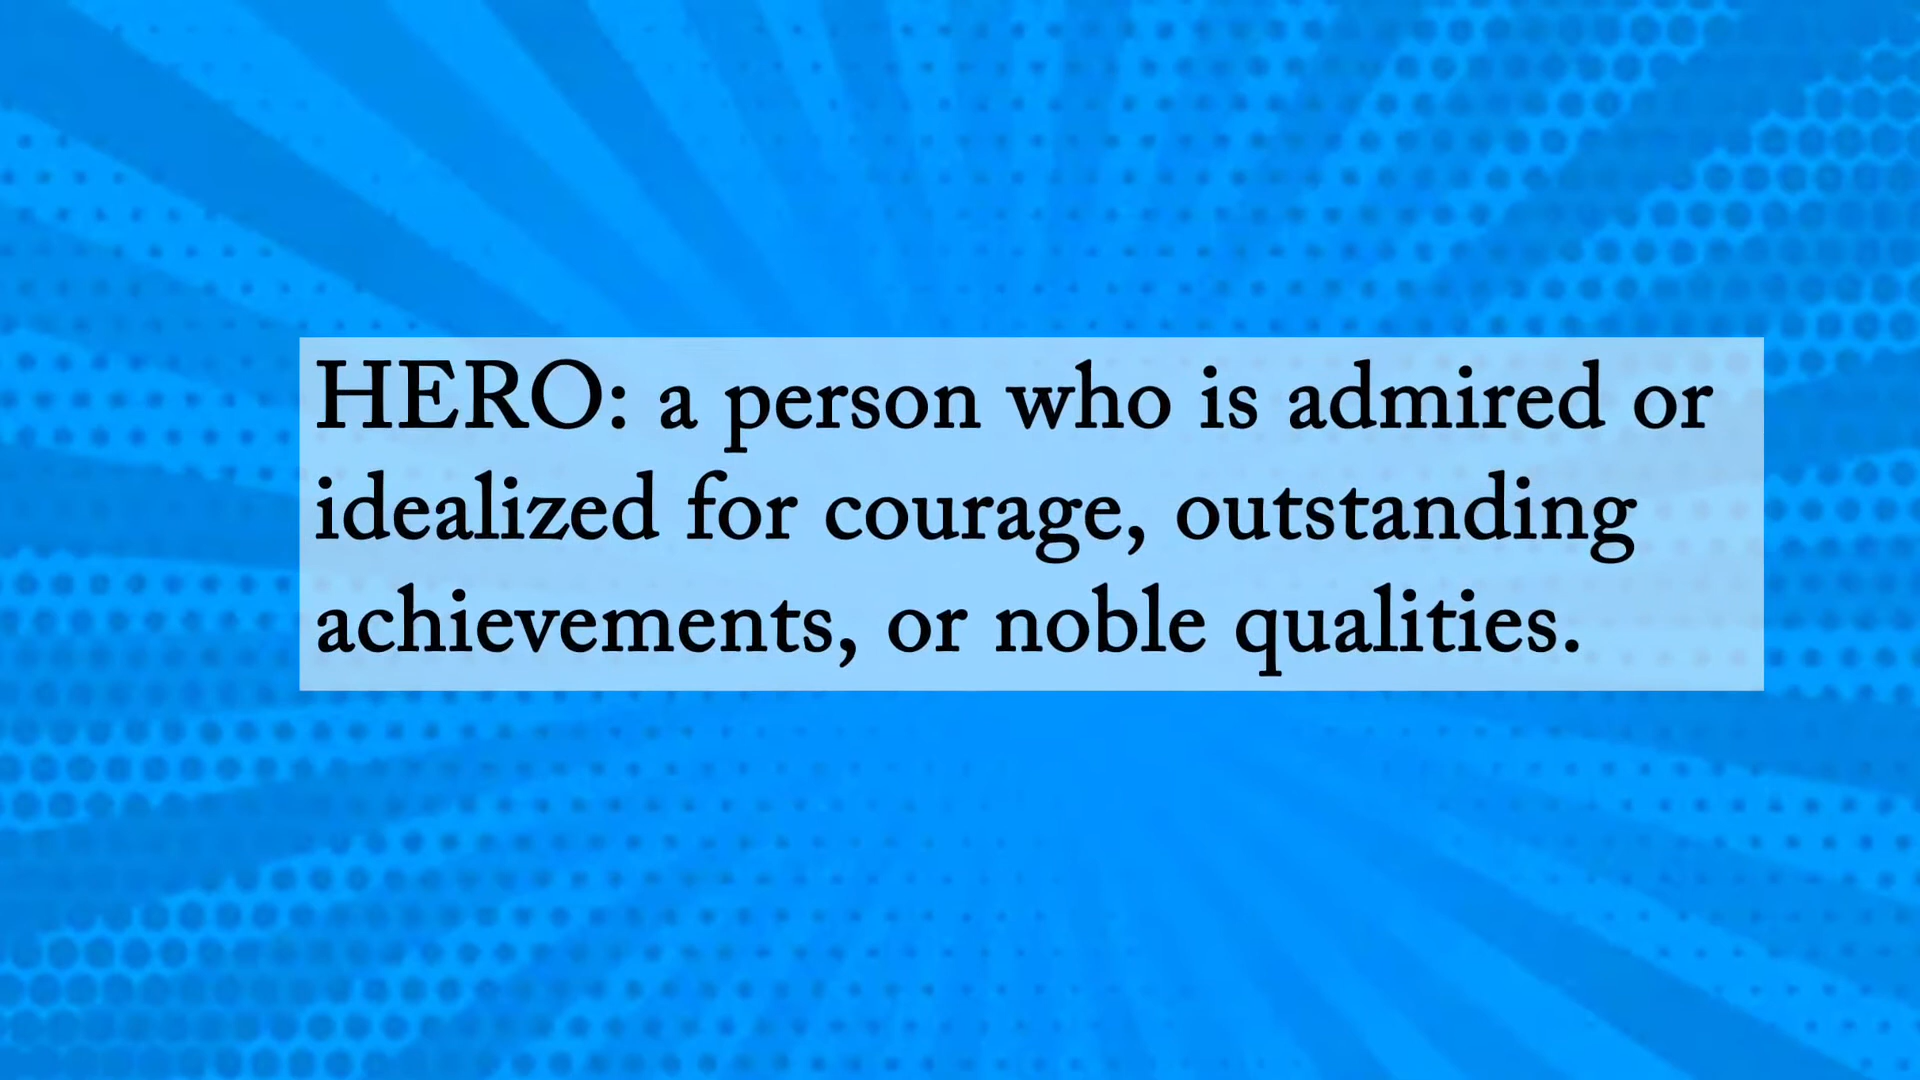 HERO: a person who is admired or
idealized for courage, outstanding
achievements, or noble qualities.